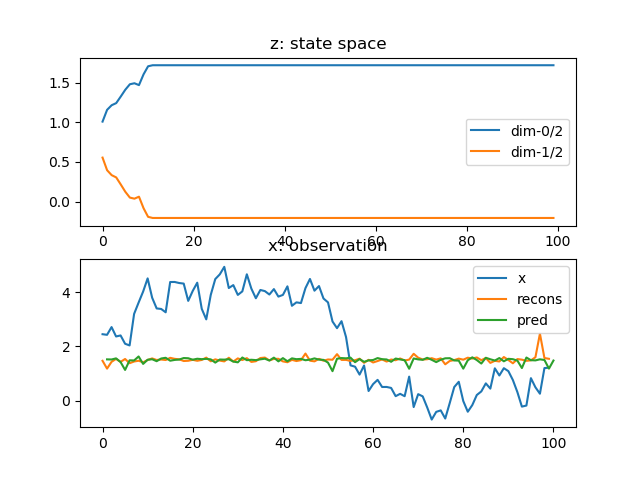 z: state space
1.5
1.0
0.5
0.0
dim-0/2
dim-1/2
0 20 40 60 80 100
x: observation
4
2
0
x
recons
pred
0 20 40 60 80 100